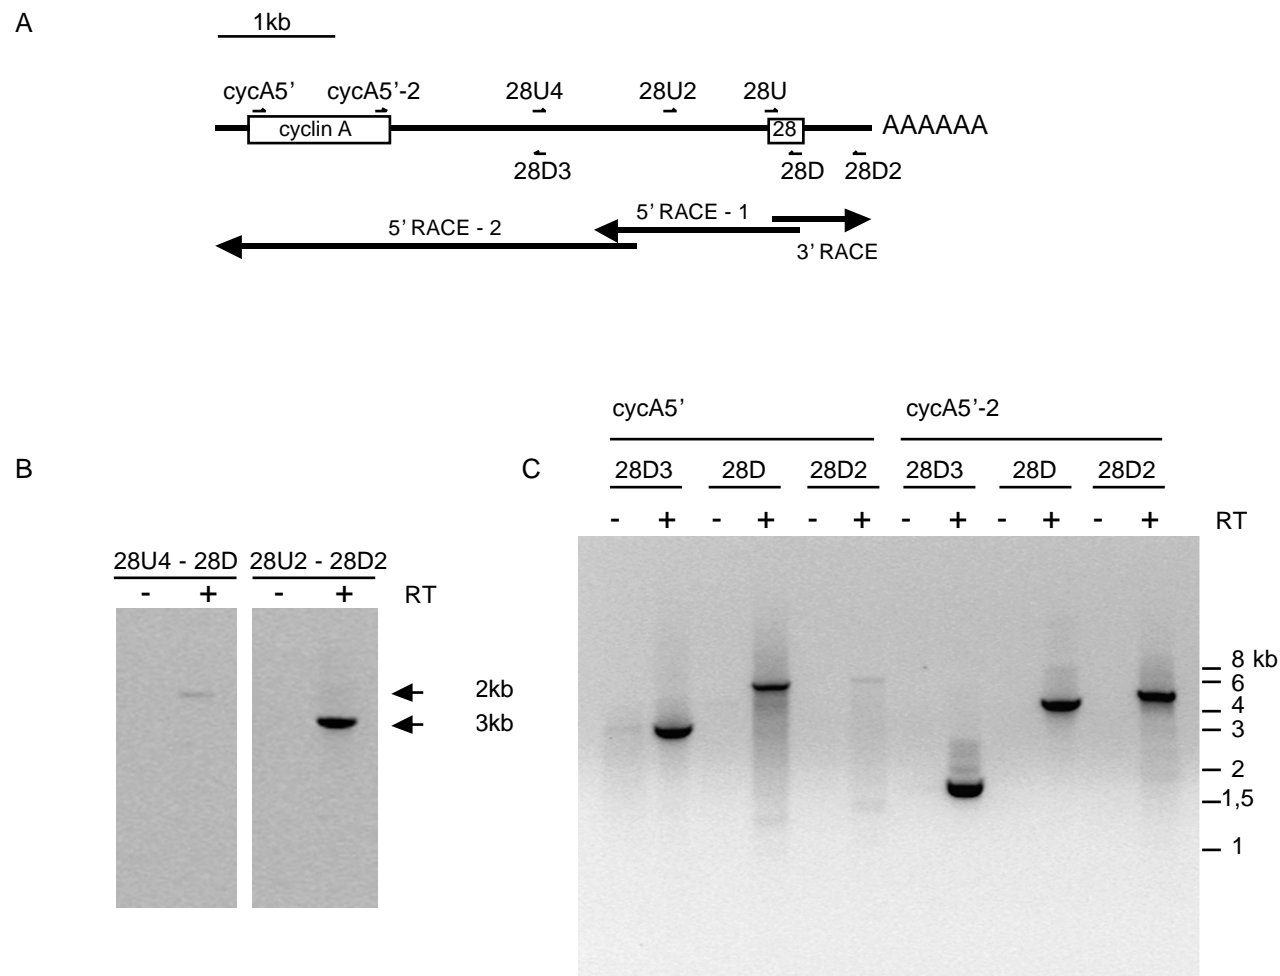 A
1kb
cycA5’ cycA5’-2 28U4 28U2 28U
cyclin A 28 AAAAAA
28D3 28D 28D2
5’ RACE - 1
5’ RACE - 2
3’ RACE
B
28U4 - 28D 28U2 - 28D2
- + - + RT
2kb
3kb
C
cycA5’ cycA5’-2
28D3 28D 28D2 28D3 28D 28D2
- + - + - + - + - + - + RT
8 kb
6
4
3
2
1,5
1